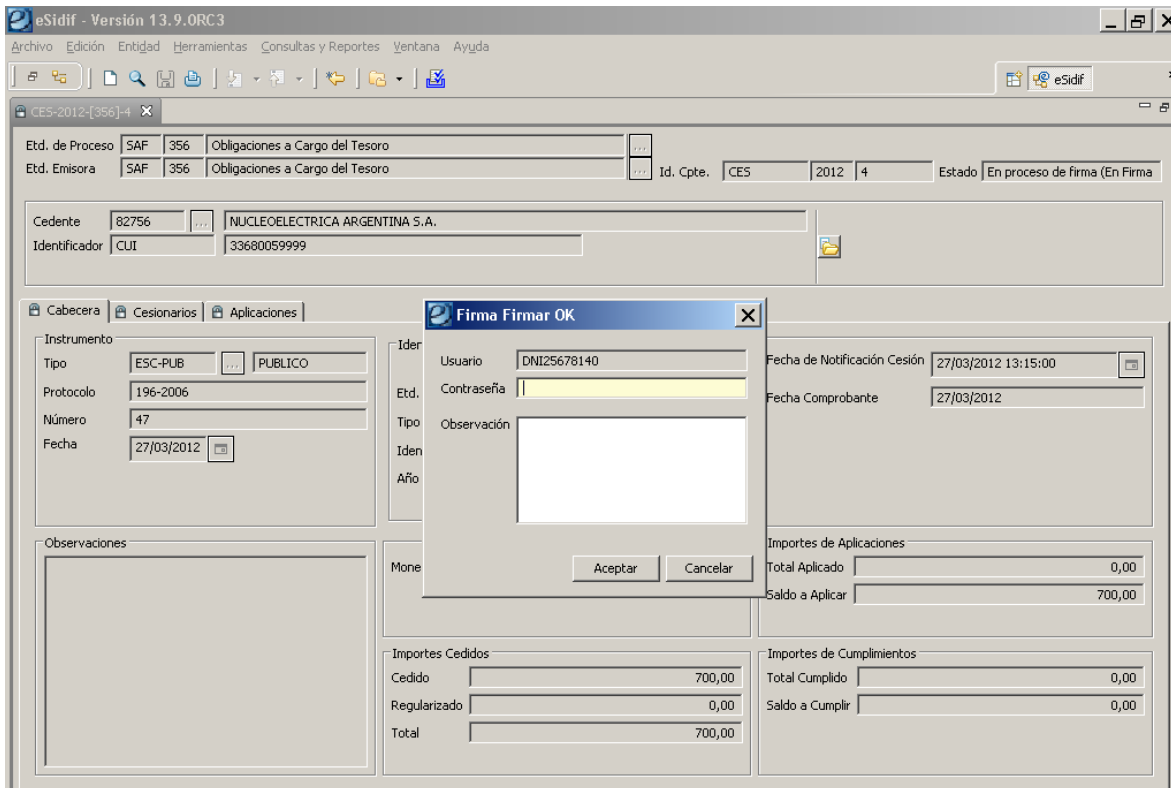 eSidif - Versión 13.9.0RC3
Archivo Edición Entidad Herramientas Consultas y Reportes Ventana Ayuda
eSidif
CES-2012-[356]-4
Etd. de Proceso SAF 356 Obligaciones a Cargo del Tesoro ...
Etd. Emisora SAF 356 Obligaciones a Cargo del Tesoro ... Id. Cpte. CES 2012 4 Estado En proceso de firma (En Firma
Cedente 82756 ... NUCLEOELECTRICA ARGENTINA S.A.
Identificador CUI 33680059999
Cabecera Cesionarios Aplicaciones
Instrumento
Tipo ESC-PUB ... PUBLICO
Protocolo 196-2006
Número 47
Fecha 27/03/2012
Iden
Etd.
Tipo
Iden
Año
Firma Firmar OK
Usuario DNI25678140
Contraseña
Observación
Aceptar Cancelar
Fecha de Notificación Cesión 27/03/2012 13:15:00
Fecha Comprobante 27/03/2012
Observaciones
Mone
Importes de Aplicaciones
Total Aplicado 0,00
Saldo a Aplicar 700,00
Importes Cedidos
Cedido 700,00
Regularizado 0,00
Total 700,00
Importes de Cumplimientos
Total Cumplido 0,00
Saldo a Cumplir 0,00